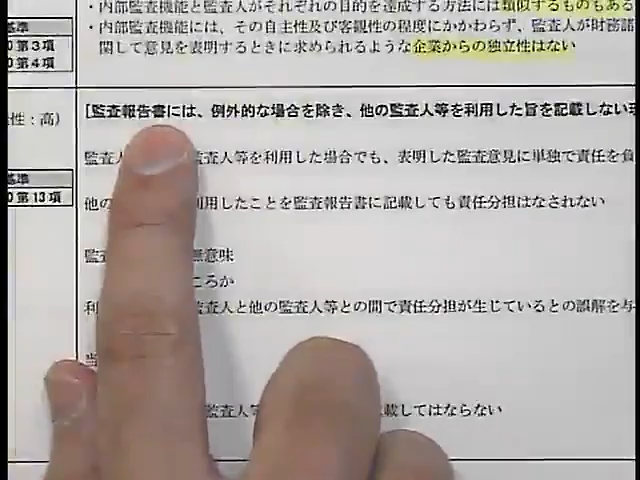 ・内部監査機能と監査人がそれぞれの目的を達成する方法には類似するものもある
・内部監査機能には、その自主性及び客観性の程度にかかわらず、監査人が財務諸
関して意見を表明するときに求められるような企業からの独立性はない
基準
0第3項
0第4項
性:高)
[監査報告書には、例外的な場合を除き、他の監査人等を利用した旨を記載しない
監査人 監査人等を利用した場合でも、表明した監査意見に単独で責任を負
基準
0第13項
他の 利用したことを監査報告書に記載しても責任分担はなされない
監査 無意味
ころか
利 監査人と他の監査人等との間で責任分担が生じているとの誤解を与
当
監査人等 載してはならない